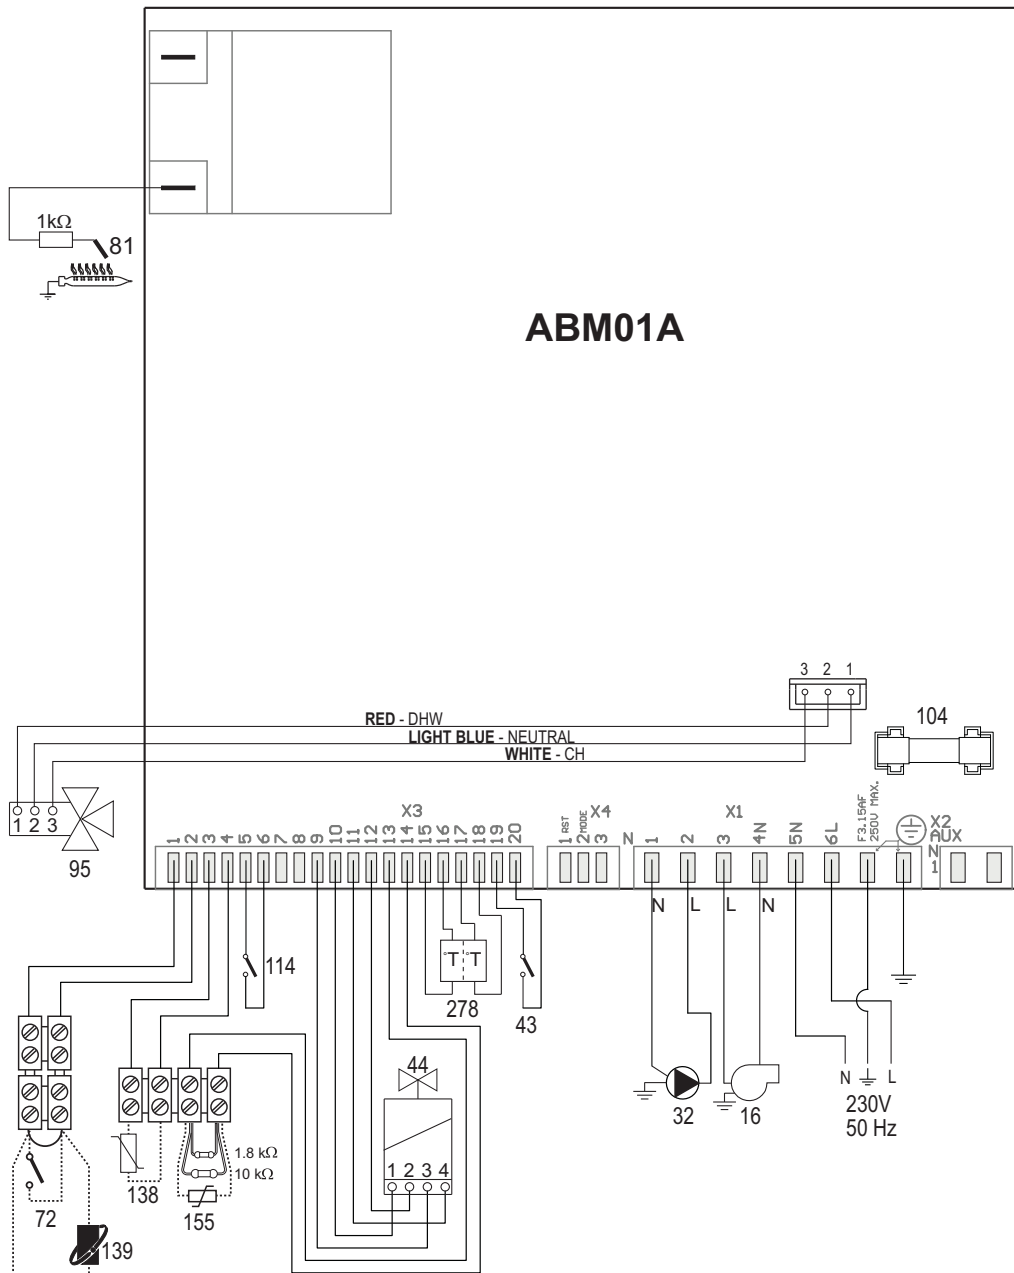 1kΩ
81
ABM01A
3 2 1
104
RED - DHW
LIGHT BLUE - NEUTRAL
WHITE - CH
1 2 3
95
X3
1 2 3 4 5 6 7 8 9 10 11 12 13 14 15 16 17 18 19 20
X4
1 RST
2 MODE
3
N
X1
1 2 3 4N 5N 6L
F3.15AF
250V MAX.
X2
AUX
N
1
N L L N
114
°T °T
278
43
44
1 2 3 4
32
16
N L
230V
50 Hz
1.8 kΩ
10 kΩ
138
155
72
139